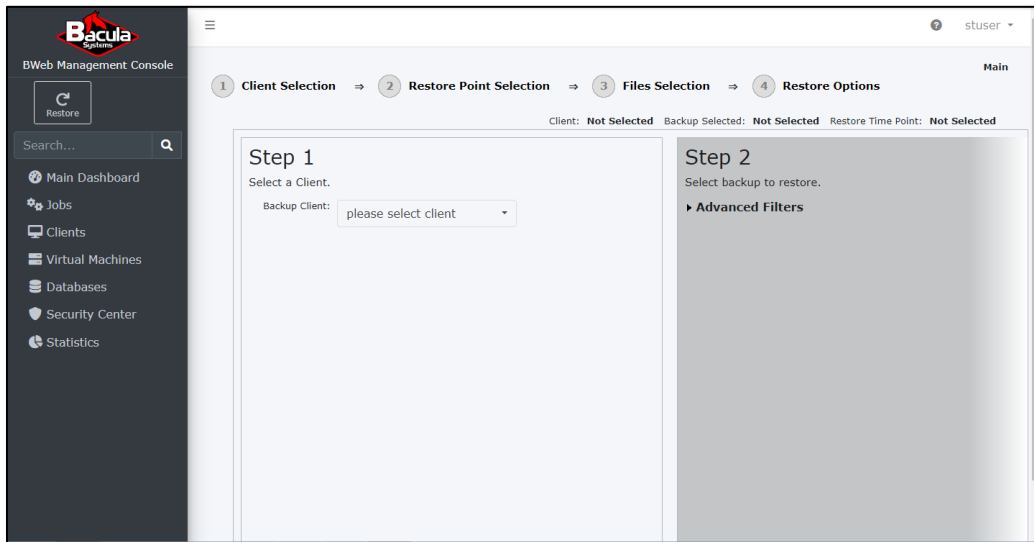 Bacula
Systems
BWeb Management Console
Restore
Search...
Main Dashboard
Jobs
Clients
Virtual Machines
Databases
Security Center
Statistics
stuser
Main
1 Client Selection ⇒ 2 Restore Point Selection ⇒ 3 Files Selection ⇒ 4 Restore Options
Client: Not Selected Backup Selected: Not Selected Restore Time Point: Not Selected
Step 1
Select a Client.
Backup Client: please select client
Step 2
Select backup to restore.
Advanced Filters